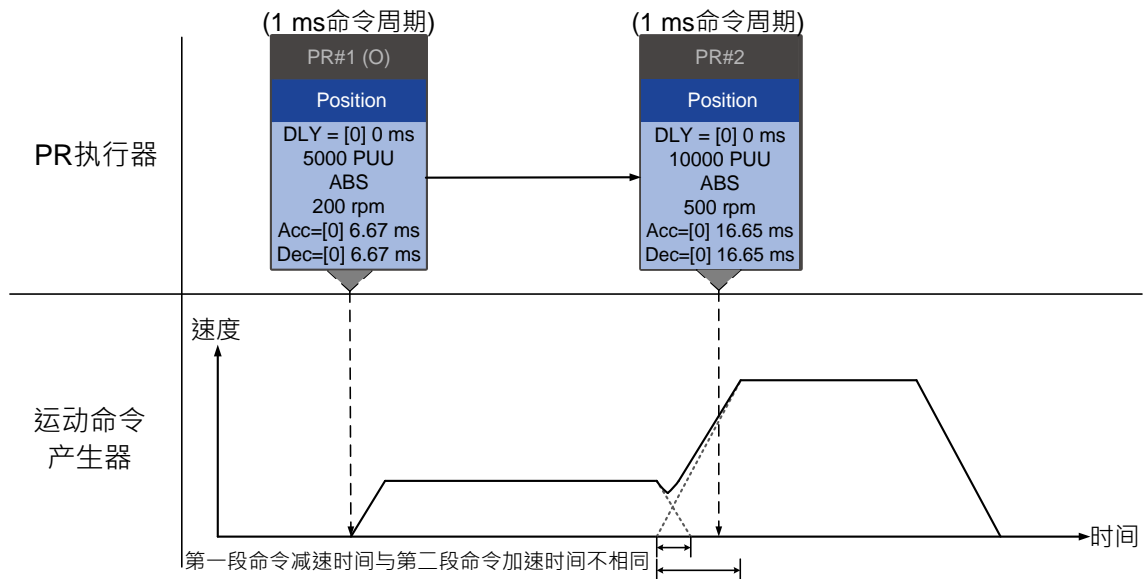 (1 ms命令周期)
(1 ms命令周期)
PR#1 (O)
Position
DLY = [0] 0 ms
5000 PUU
ABS
200 rpm
Acc=[0] 6.67 ms
Dec=[0] 6.67 ms
PR#2
Position
DLY = [0] 0 ms
10000 PUU
ABS
500 rpm
Acc=[0] 16.65 ms
Dec=[0] 16.65 ms
PR执行器
速度
运动命令
产生器
时间
第一段命令减速时间与第二段命令加速时间不相同